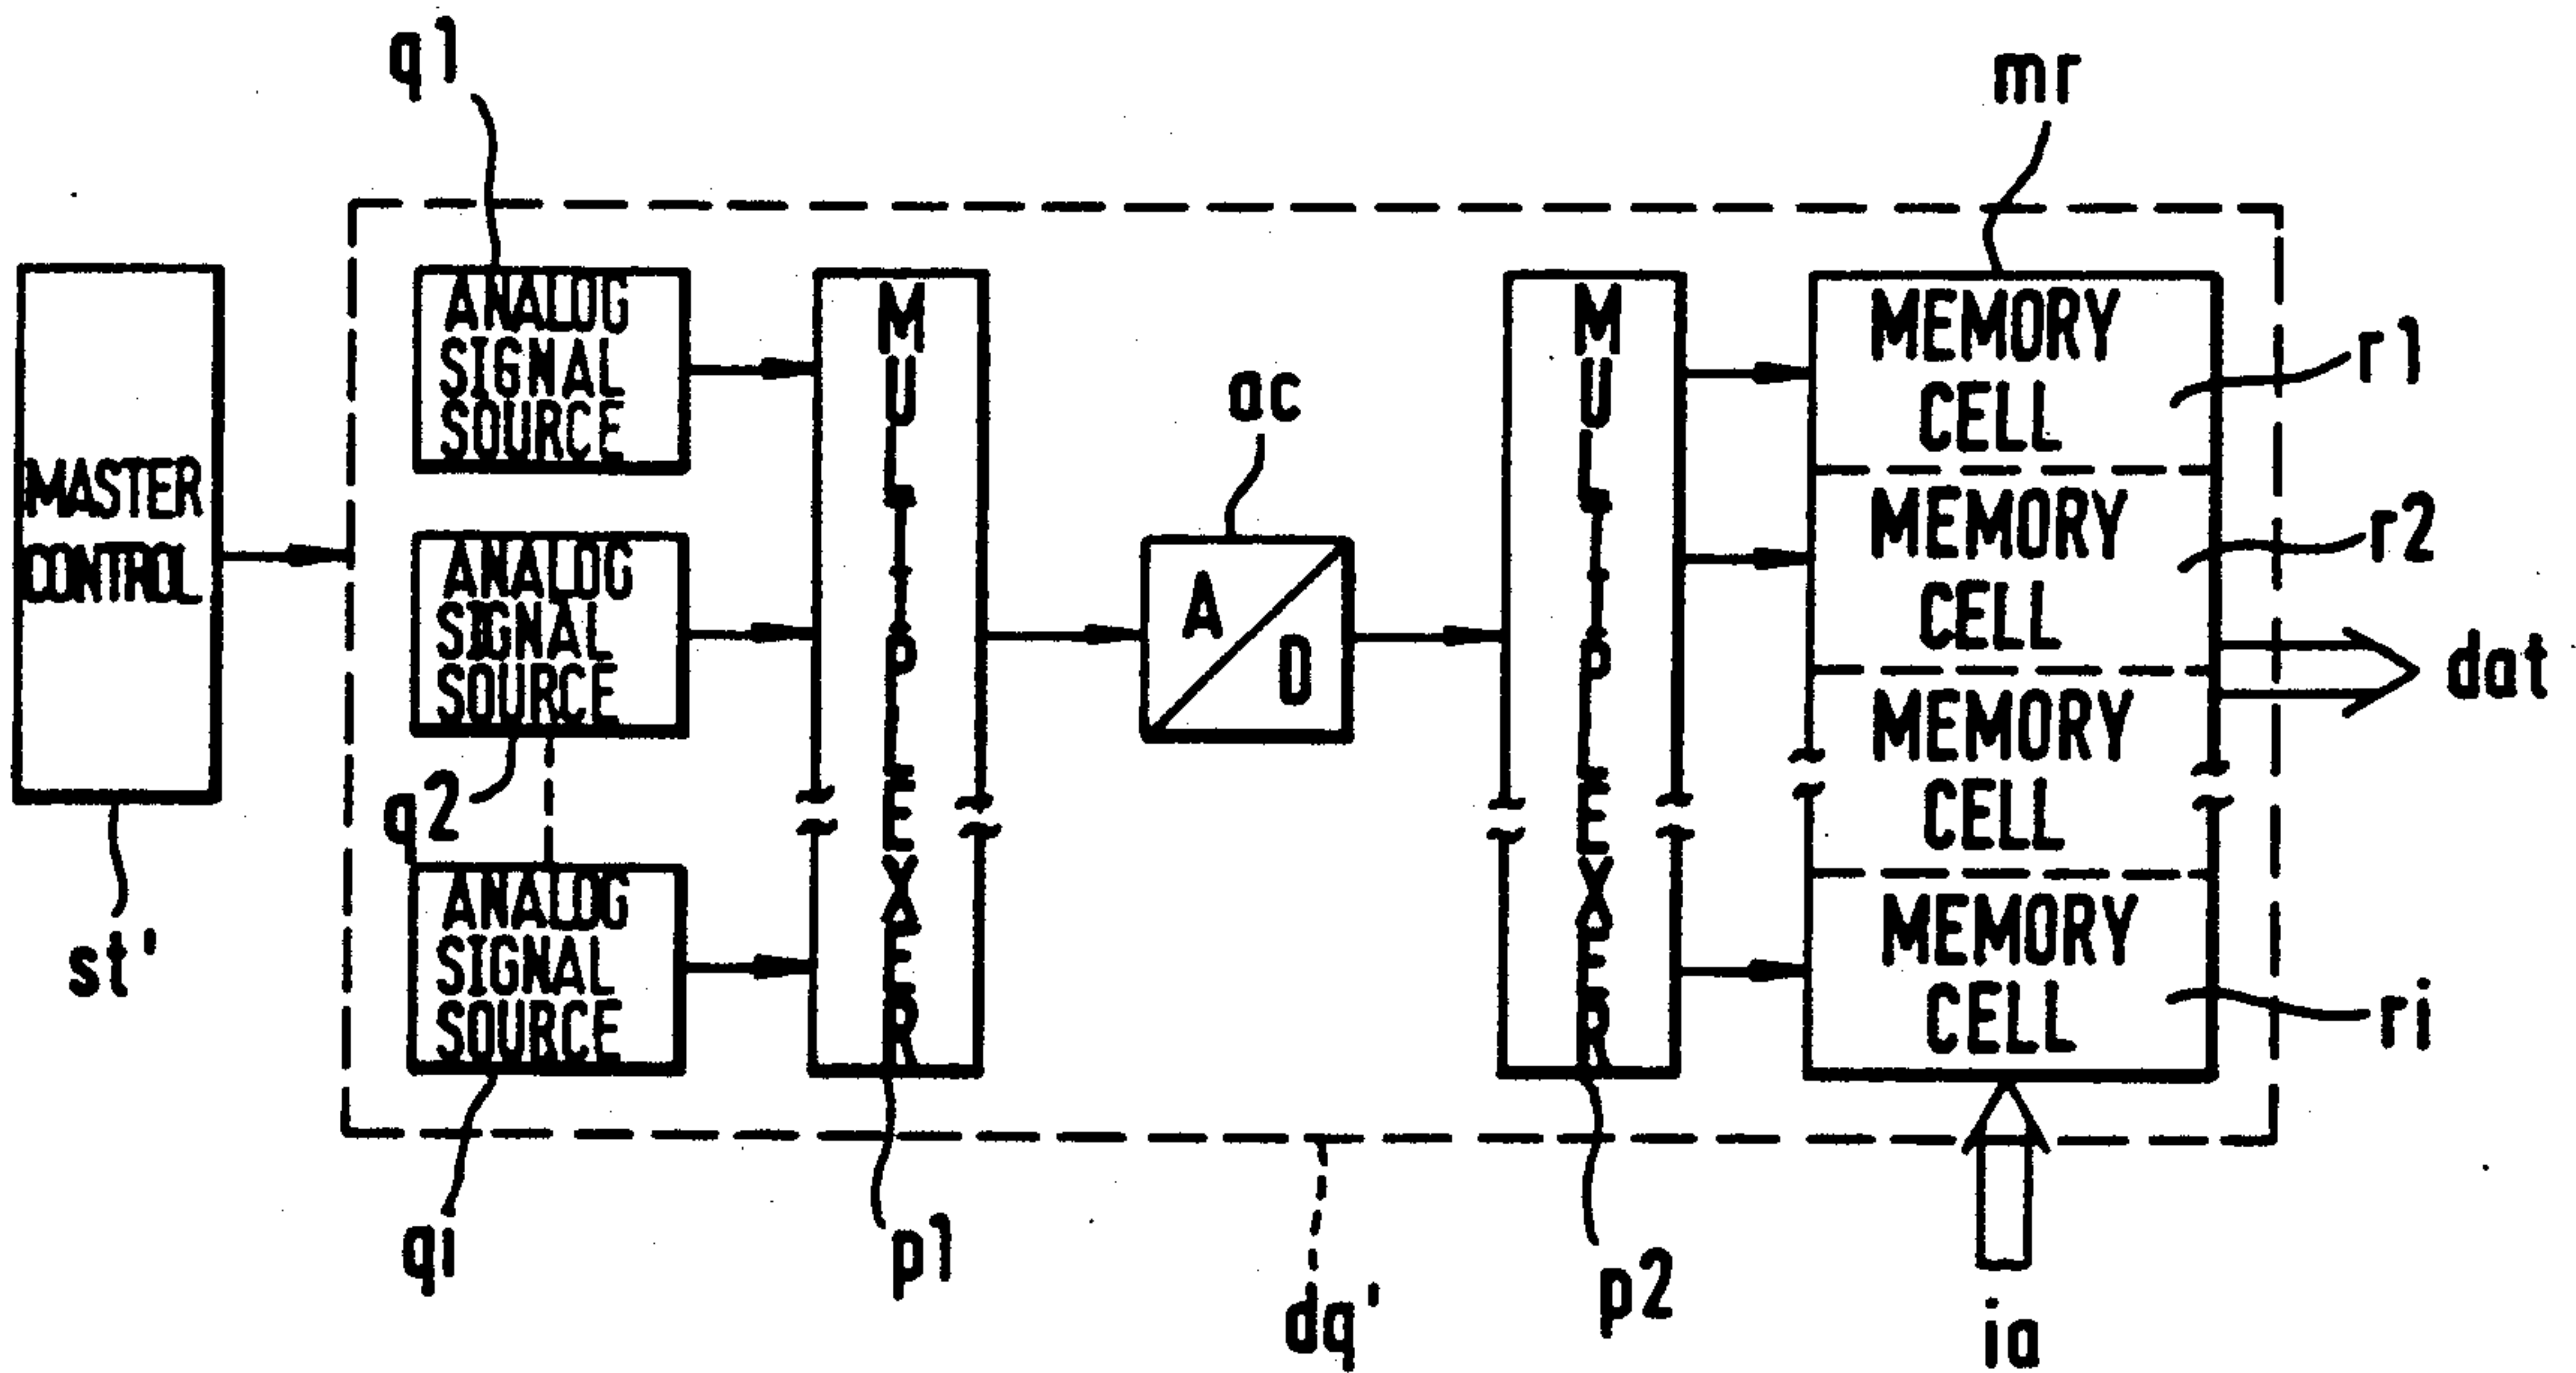 q1
mr
ANALOG
SIGNAL
SOURCE
MULTIPLEXER
MULTIPLEXER
MEMORY
CELL
r1
ac
MASTER
CONTROL
ANALOG
SIGNAL
SOURCE
A
D
MEMORY
CELL
r2
dat
MEMORY
CELL
q2
ANALOG
SIGNAL
SOURCE
MEMORY
CELL
ri
st'
qi
p1
dq'
p2
ia